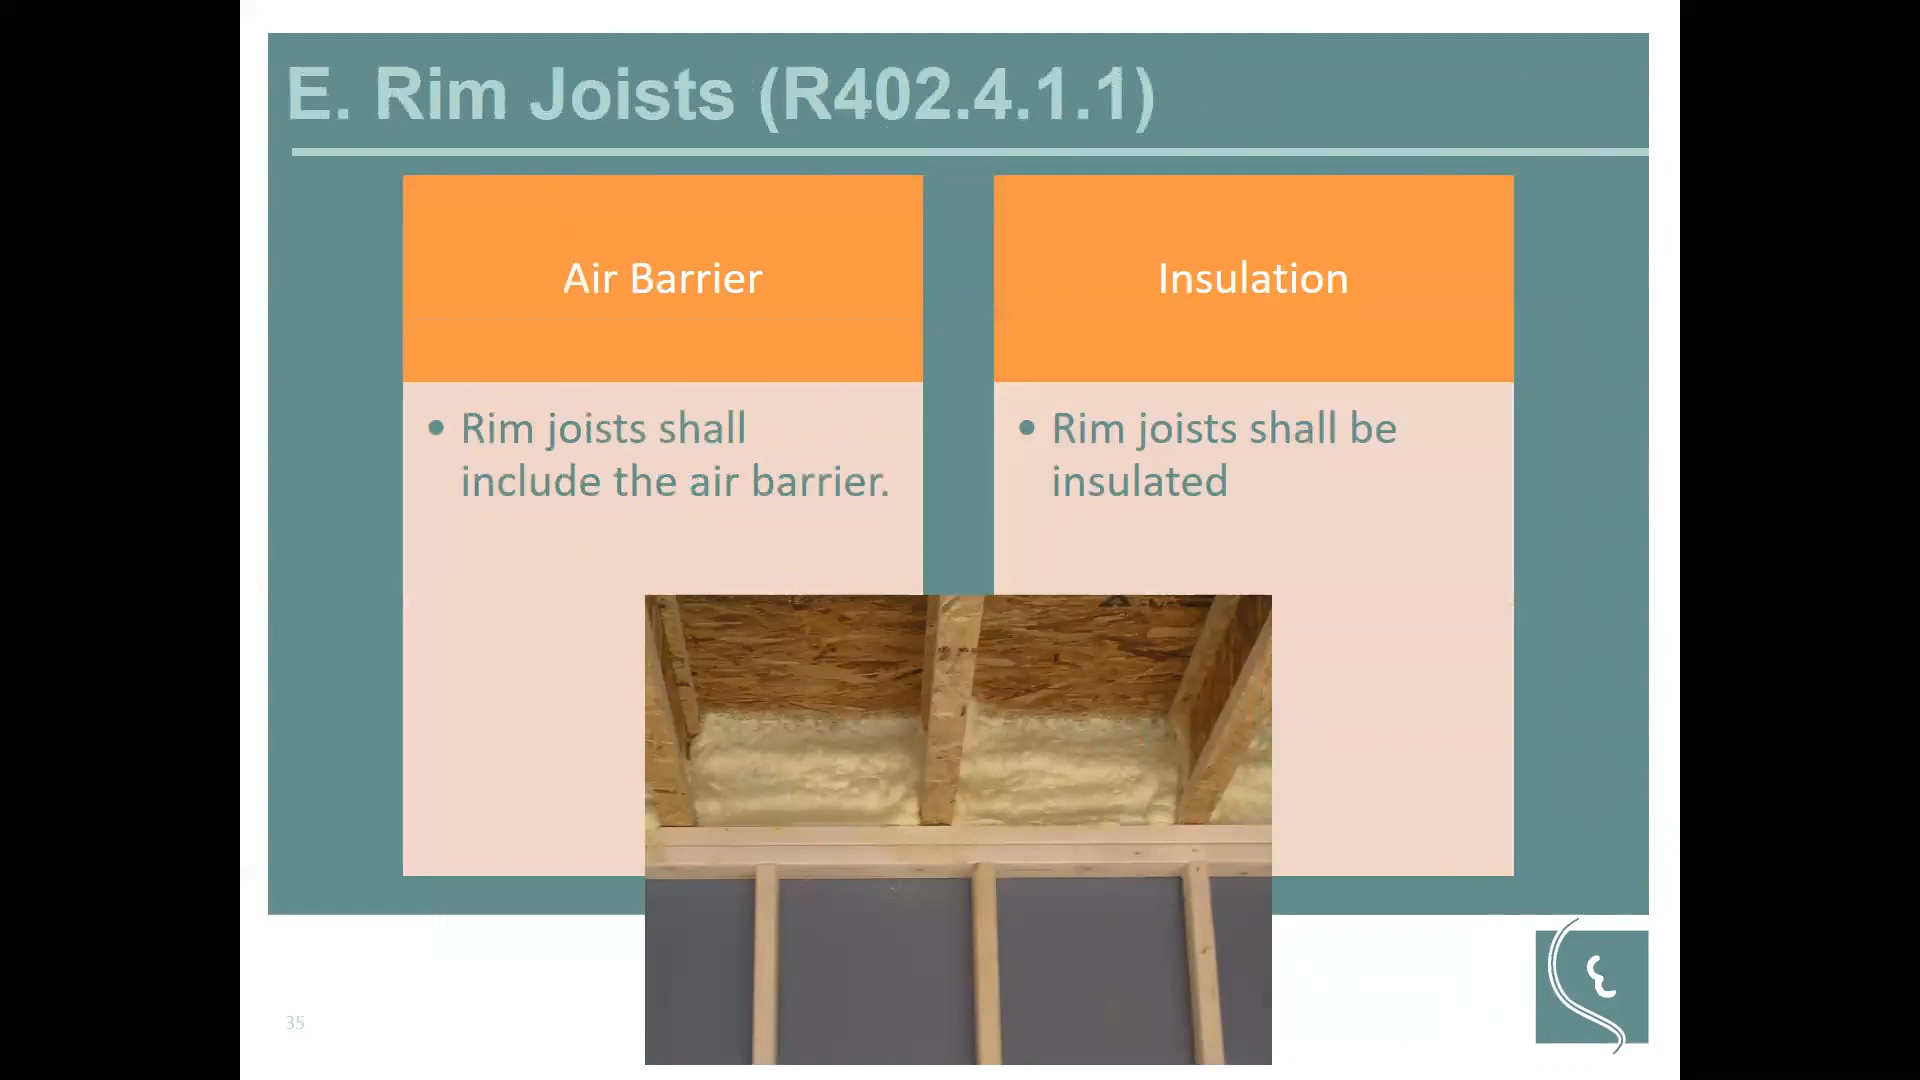 E. Rim Joists (R402.4.1.1)
Air Barrier
• Rim joists shall
include the air barrier.
Insulation
• Rim joists shall be
insulated
35